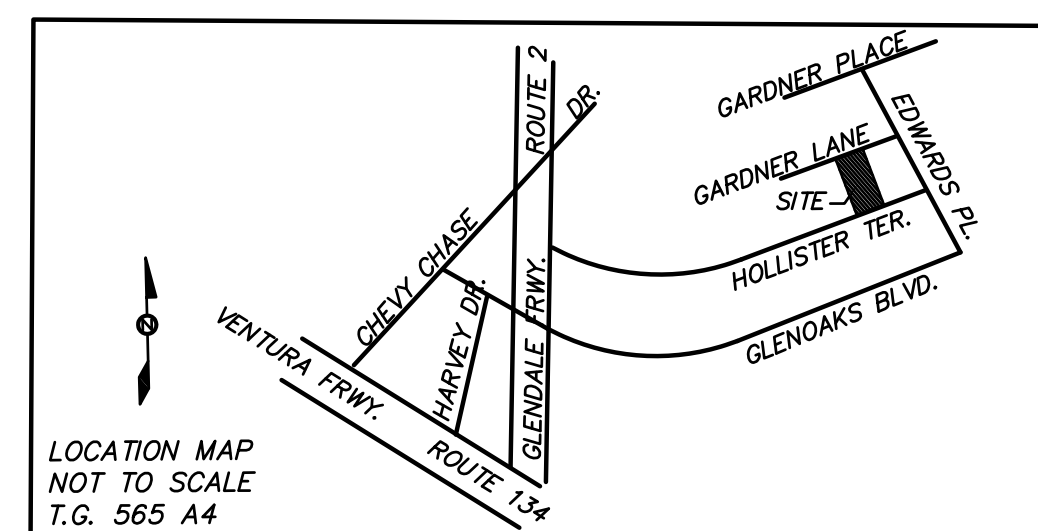 ROUTE 2
DR.
GARDNER PLACE
EDWARDS PL.
GARDNER LANE
SITE
HOLLISTER TER.
GLENOAKS BLVD.
CHEVY CHASE
HARVEY DR.
GLENDALE FRWY.
VENTURA FRWY.
ROUTE 134
N
LOCATION MAP
NOT TO SCALE
T.G. 565 A4